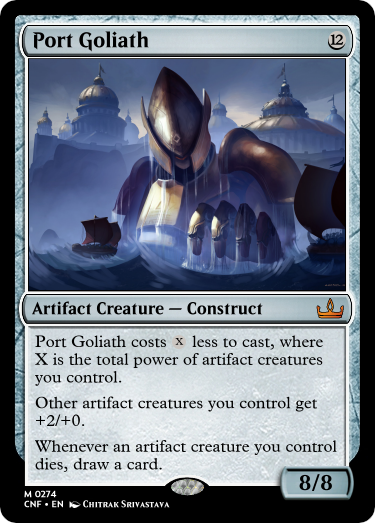 Port Goliath 12
Artifact Creature — Construct
Port Goliath costs X less to cast, where
X is the total power of artifact creatures
you control.
Other artifact creatures you control get
+2/+0.
Whenever an artifact creature you control
dies, draw a card.
8/8
M 0274
CNF • EN Chitrak Srivastava